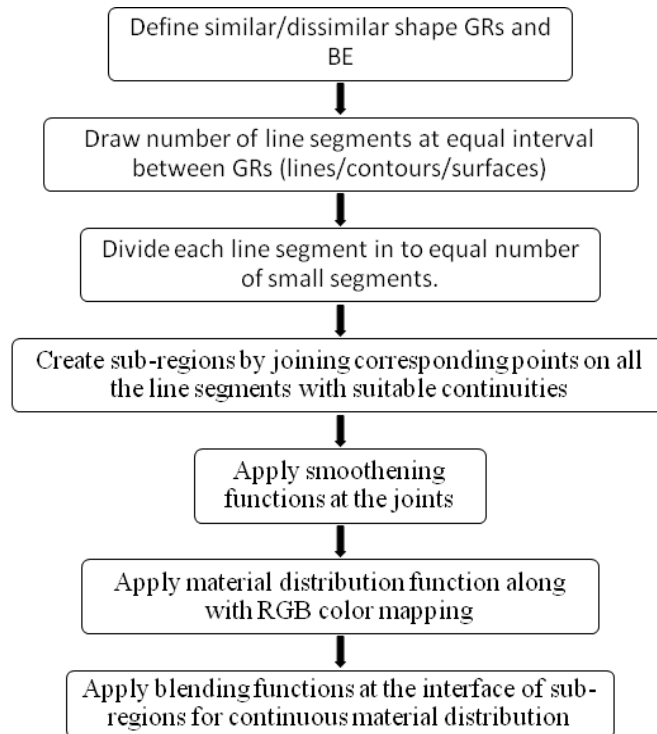 Define similar/dissimilar shape GRs and
BE
Draw number of line segments at equal interval
between GRs (lines/contours/surfaces)
Divide each line segment in to equal number
of small segments.
Create sub-regions by joining corresponding points on all
the line segments with suitable continuities
Apply smoothening
functions at the joints
Apply material distribution function along
with RGB color mapping
Apply blending functions at the interface of sub-
regions for continuous material distribution